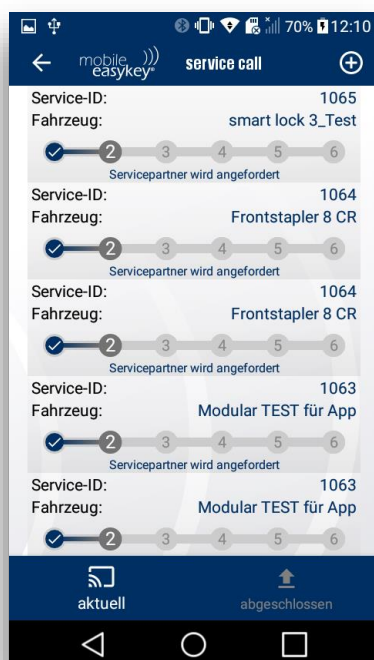 70% 12:10
mobile easykey® service call
Service-ID: 1065
Fahrzeug: smart lock 3_Test
2 3 4 5 6
Servicepartner wird angefordert
Service-ID: 1064
Fahrzeug: Frontstapler 8 CR
2 3 4 5 6
Servicepartner wird angefordert
Service-ID: 1064
Fahrzeug: Frontstapler 8 CR
2 3 4 5 6
Servicepartner wird angefordert
Service-ID: 1063
Fahrzeug: Modular TEST für App
2 3 4 5 6
Servicepartner wird angefordert
Service-ID: 1063
Fahrzeug: Modular TEST für App
2 3 4 5 6
aktuell abgeschlossen